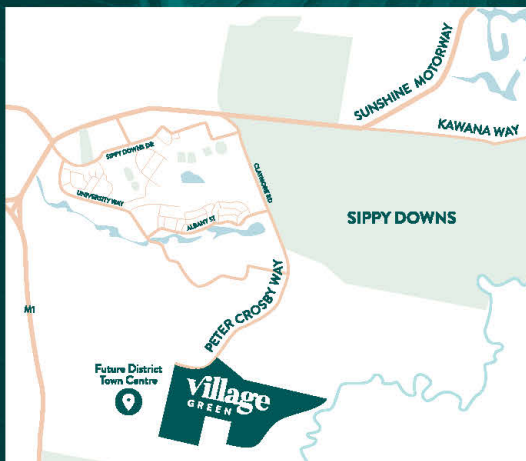 SUNSHINE MOTORWAY
KAWANA WAY
SIPPY DOWNS DR
CLAYMORE RD
UNIVERSITY WAY
ALBANY ST
SIPPY DOWNS
PETER CROSBY WAY
M1
Future District
Town Centre
Village
GREEN